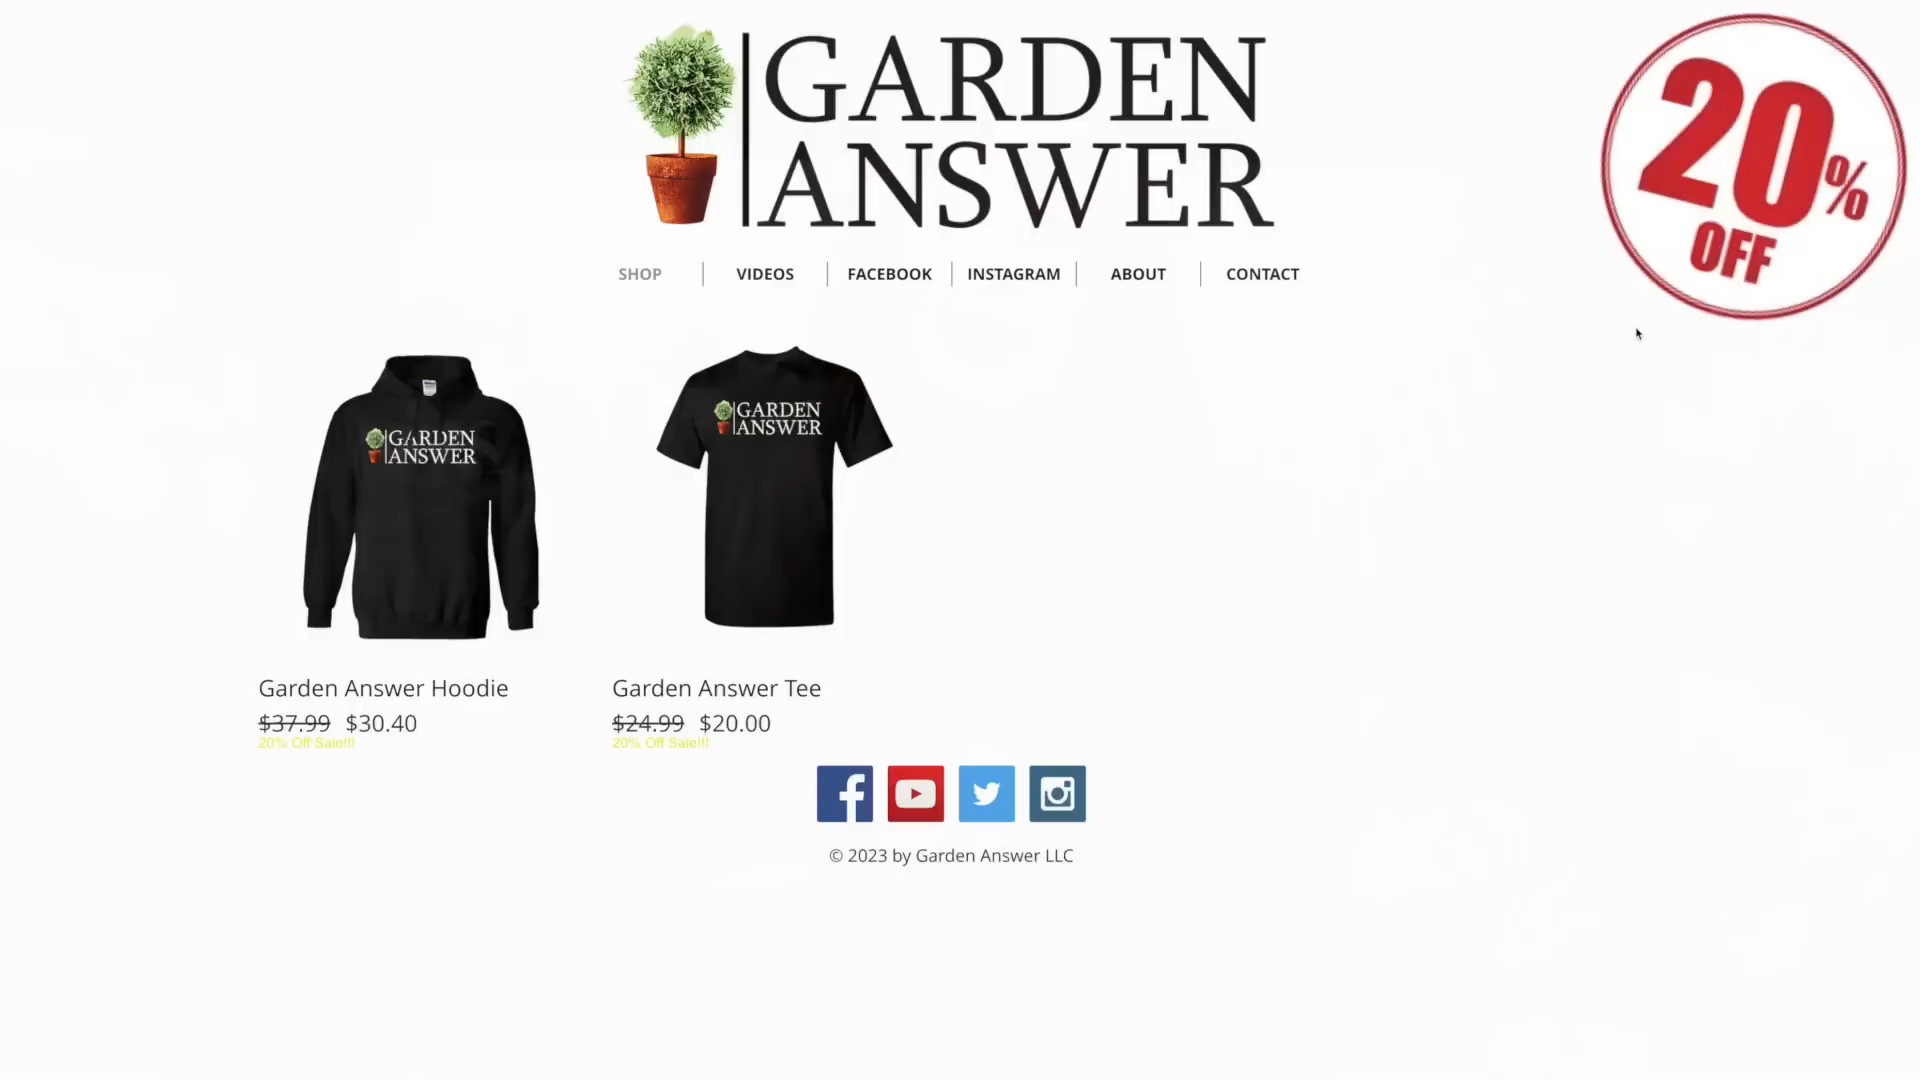 GARDEN
ANSWER
20%
OFF
SHOP
VIDEOS
FACEBOOK
INSTAGRAM
ABOUT
CONTACT
GARDEN
ANSWER
GARDEN
ANSWER
Garden Answer Hoodie
$37.99 $30.40
20% Off Sale!!!
Garden Answer Tee
$24.99 $20.00
20% Off Sale!!!
© 2023 by Garden Answer LLC